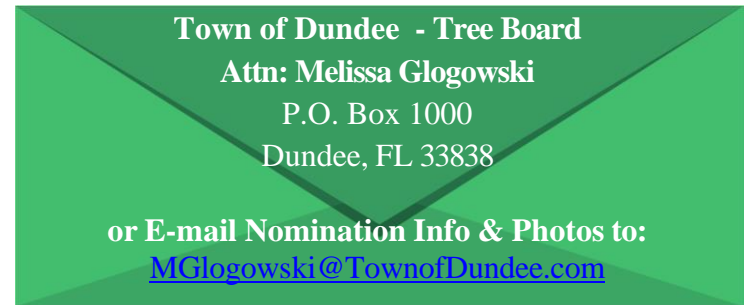 Town of Dundee - Tree Board
Attn: Melissa Glogowski
P.O. Box 1000
Dundee, FL 33838
or E-mail Nomination Info & Photos to:
MGlogowski@TownofDundee.com